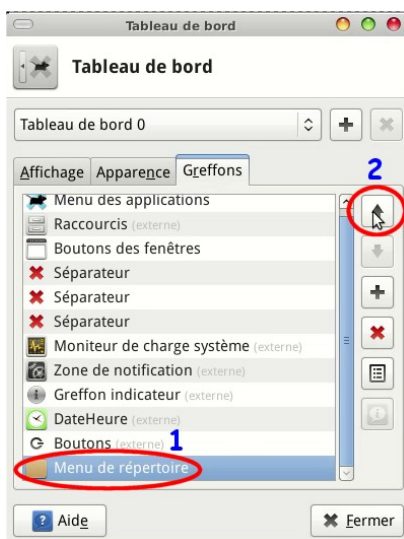 Tableau de bord
Tableau de bord
Tableau de bord 0
Affichage Apparence Greffons
2
Menu des applications
Raccourcis (externe)
Boutons des fenêtres
Séparateur
Séparateur
Séparateur
Moniteur de charge système (externe)
Zone de notification (externe)
Greffon indicateur (externe)
DateHeure (externe)
Boutons (externe) 1
Menu de répertoire
Aide Fermer